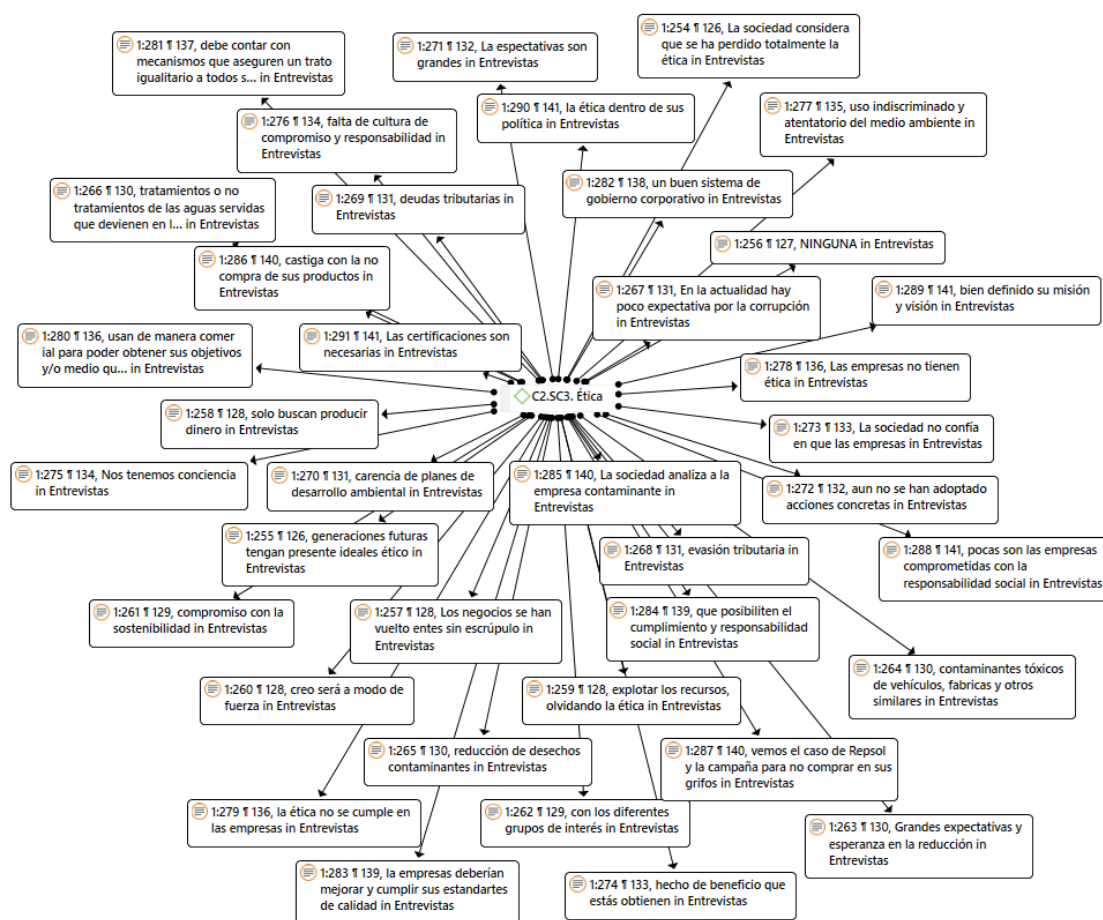 1:281 ¶ 137, debe contar con
mecanismos que aseguren un trato
igualitario a todos s... in Entrevistas
1:271 ¶ 132, La espectativas son
grandes in Entrevistas
1:254 ¶ 126, La sociedad considera
que se ha perdido totalmente la
ética in Entrevistas
1:290 ¶ 141, la ética dentro de sus
política in Entrevistas
1:277 ¶ 135, uso indiscriminado y
atentatorio del medio ambiente in
Entrevistas
1:276 ¶ 134, falta de cultura de
compromiso y responsabilidad in
Entrevistas
1:266 ¶ 130, tratamientos o no
tratamientos de las aguas servidas
que devienen en l... in Entrevistas
1:269 ¶ 131, deudas tributarias in
Entrevistas
1:282 ¶ 138, un buen sistema de
gobierno corporativo in Entrevistas
1:256 ¶ 127, NINGUNA in Entrevistas
1:286 ¶ 140, castiga con la no
compra de sus productos in
Entrevistas
1:267 ¶ 131, En la actualidad hay
poco expectativa por la corrupción
in Entrevistas
1:289 ¶ 141, bien definido su misión
y visión in Entrevistas
1:280 ¶ 136, usan de manera comer
ial para poder obtener sus objetivos
y/o medio qu... in Entrevistas
1:291 ¶ 141, Las certificaciones son
necesarias in Entrevistas
1:278 ¶ 136, Las empresas no tienen
ética in Entrevistas
C2.SC3. Ética
1:258 ¶ 128, solo buscan producir
dinero in Entrevistas
1:273 ¶ 133, La sociedad no confía
en que las empresas in Entrevistas
1:275 ¶ 134, Nos tenemos conciencia
in Entrevistas
1:270 ¶ 131, carencia de planes de
desarrollo ambiental in Entrevistas
1:285 ¶ 140, La sociedad analiza a la
empresa contaminante in
Entrevistas
1:272 ¶ 132, aun no se han adoptado
acciones concretas in Entrevistas
1:255 ¶ 126, generaciones futuras
tengan presente ideales ético in
Entrevistas
1:268 ¶ 131, evasión tributaria in
Entrevistas
1:288 ¶ 141, pocas son las empresas
comprometidas con la
responsabilidad social in Entrevistas
1:261 ¶ 129, compromiso con la
sostenibilidad in Entrevistas
1:257 ¶ 128, Los negocios se han
vuelto entes sin escrúpulo in
Entrevistas
1:284 ¶ 139, que posibiliten el
cumplimiento y responsabilidad
social in Entrevistas
1:264 ¶ 130, contaminantes tóxicos
de vehículos, fabricas y otros
similares in Entrevistas
1:260 ¶ 128, creo será a modo de
fuerza in Entrevistas
1:259 ¶ 128, explotar los recursos,
olvidando la ética in Entrevistas
1:265 ¶ 130, reducción de desechos
contaminantes in Entrevistas
1:287 ¶ 140, vemos el caso de Repsol
y la campaña para no comprar en sus
grifos in Entrevistas
1:279 ¶ 136, la ética no se cumple en
las empresas in Entrevistas
1:262 ¶ 129, con los diferentes
grupos de interés in Entrevistas
1:263 ¶ 130, Grandes expectativas y
esperanza en la reducción in
Entrevistas
1:283 ¶ 139, la empresas deberían
mejorar y cumplir sus estandartes
de calidad in Entrevistas
1:274 ¶ 133, hecho de beneficio que
estás obtienen in Entrevistas